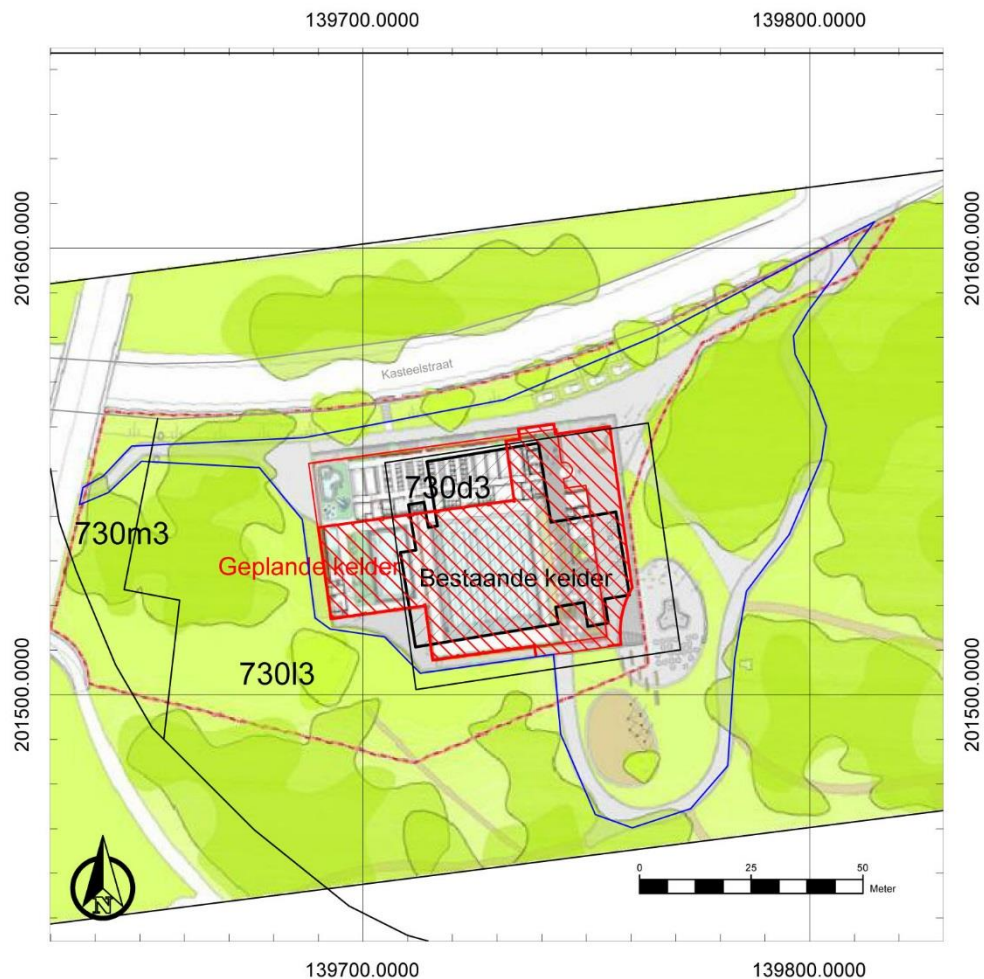 139700.0000
139800.0000
201600.0000
201600.0000
Kasteelstraat
730d3
730m3
Geplande kelder
Bestaande kelder
730l3
201500.0000
201500.0000
0
25
50
Meter
N
139700.0000
139800.0000